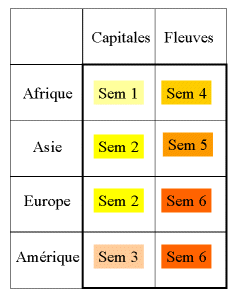 Capitales Fleuves
Afrique Sem 1 Sem 4
Asie Sem 2 Sem 5
Europe Sem 2 Sem 6
Amérique Sem 3 Sem 6